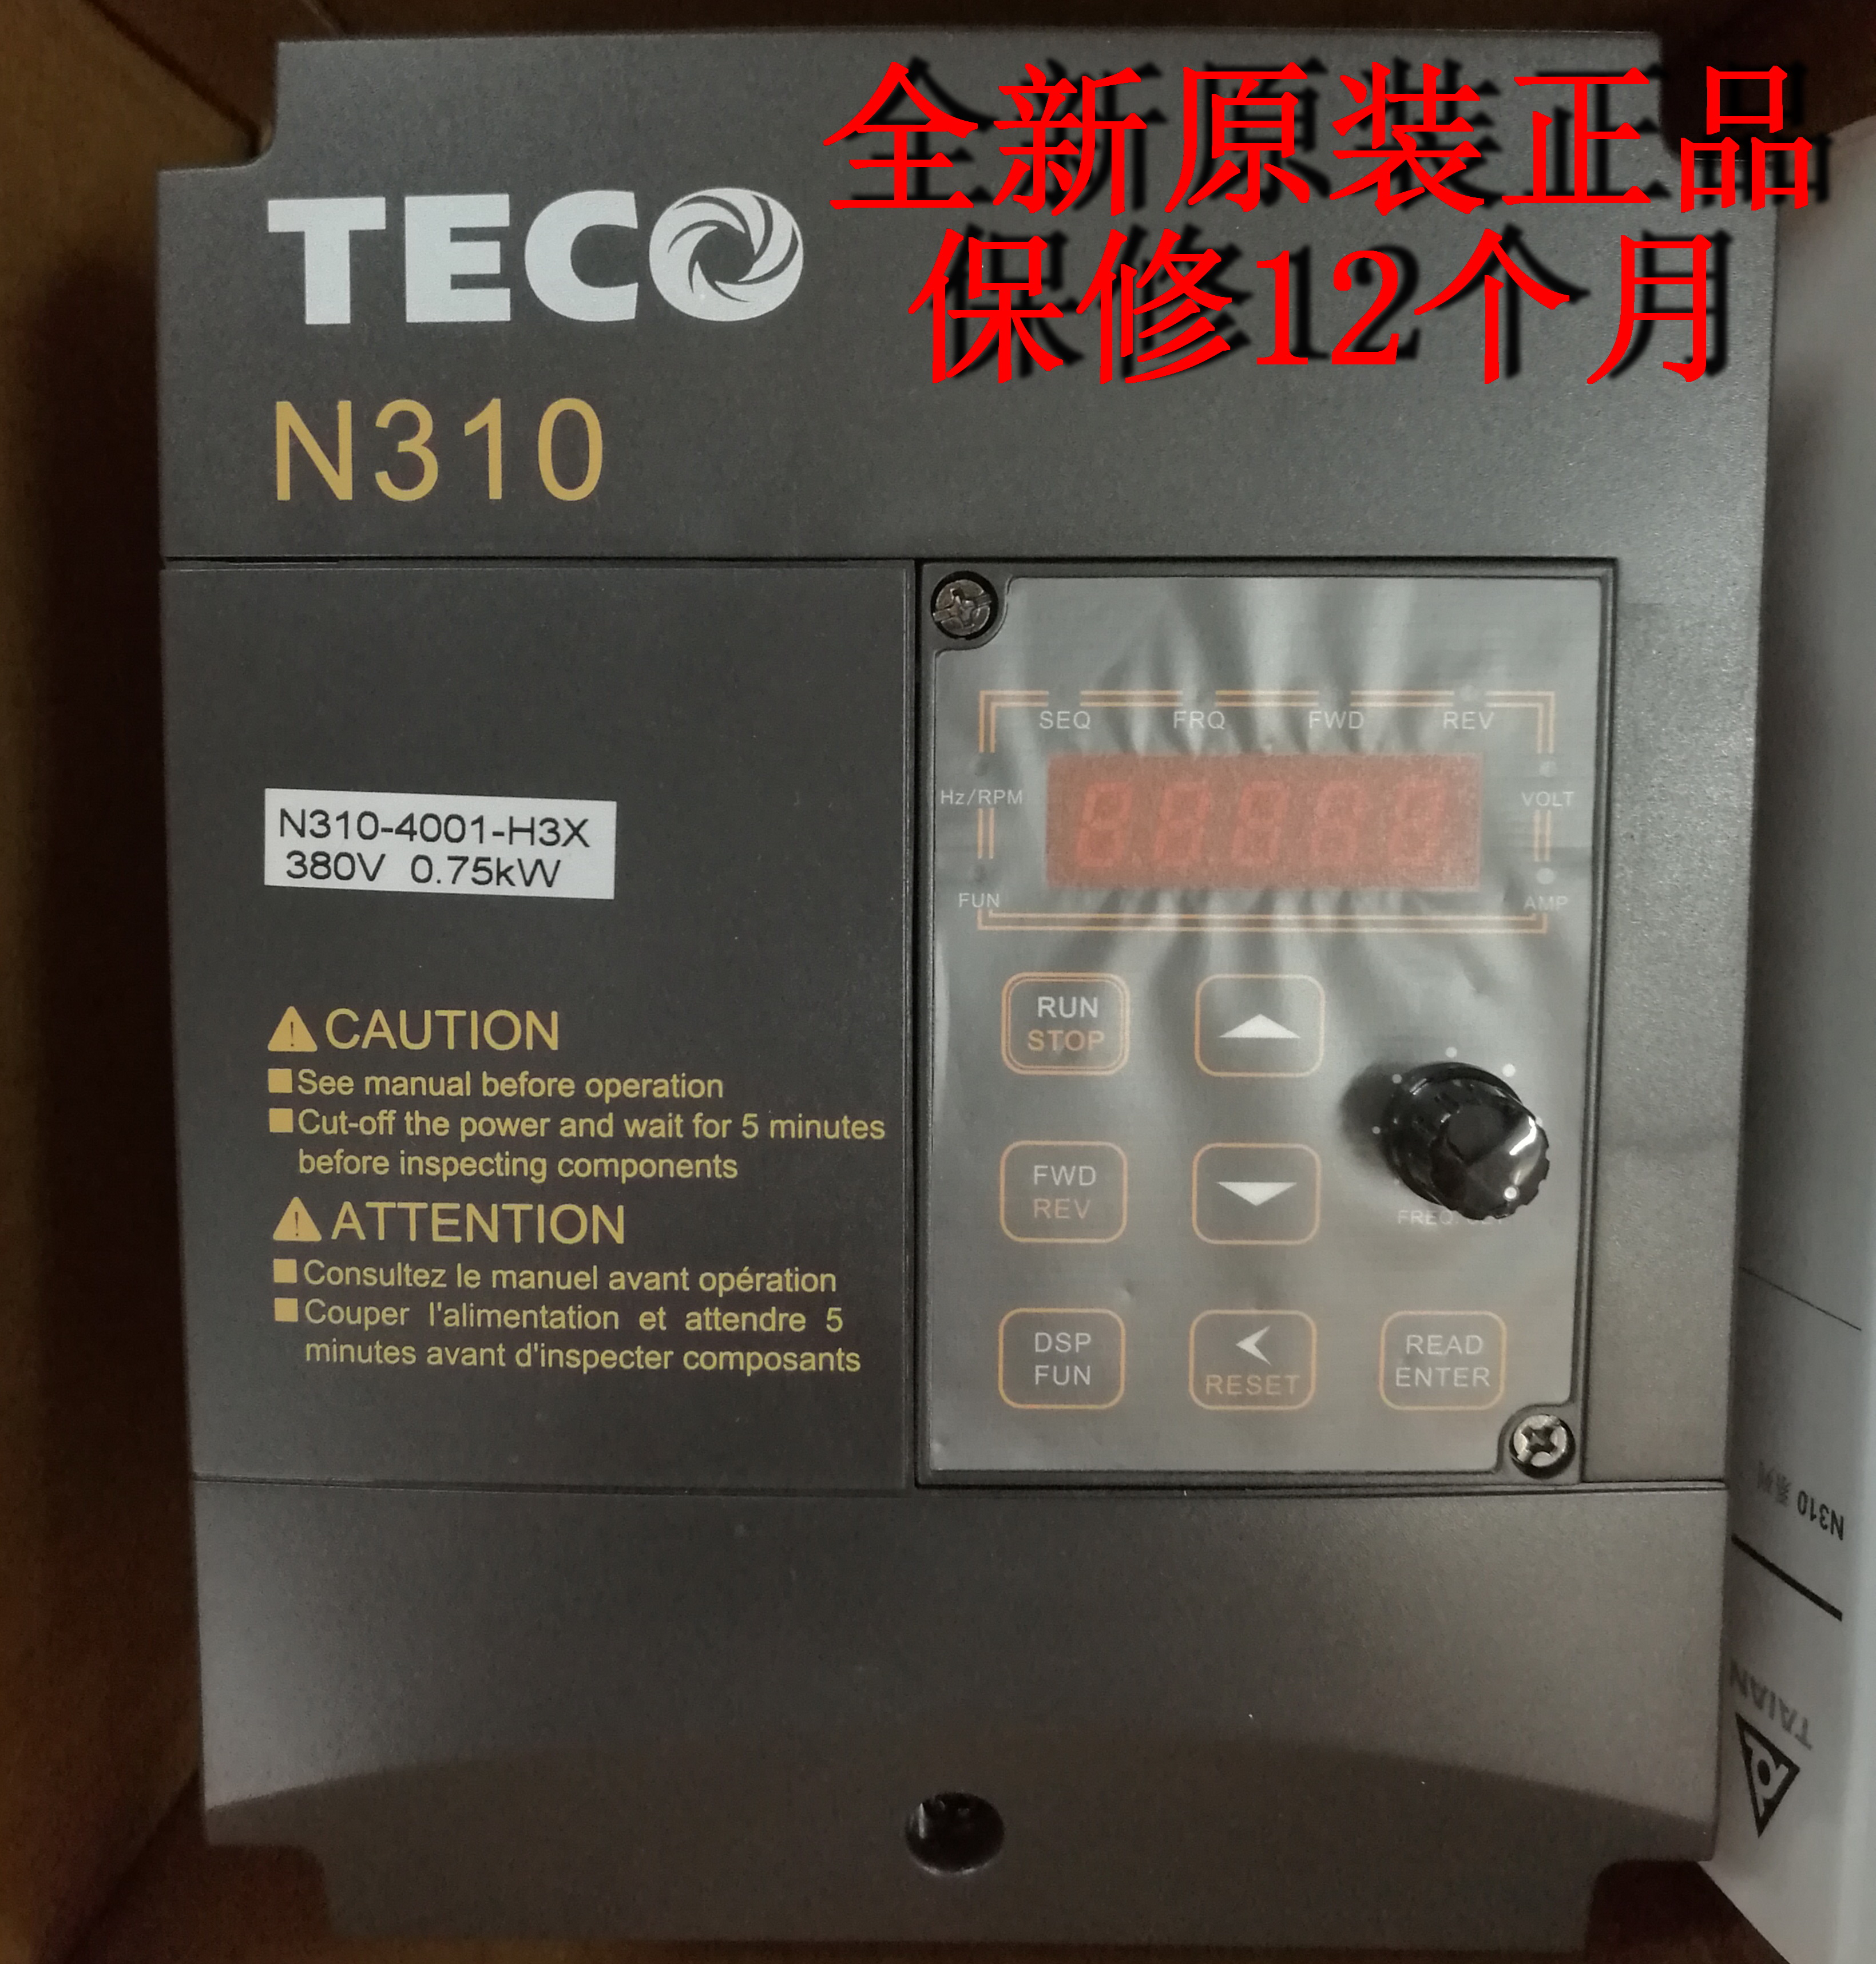 全新原装正品
保修12个月
TECO
N310
SEQ FRQ FWD REV
Hz/RPM VOLT
FUN AMP
N310-4001-H3X
380V 0.75kW
RUN
STOP
CAUTION
See manual before operation
Cut-off the power and wait for 5 minutes
before inspecting components
ATTENTION
Consultez le manuel avant opération
Couper l'alimentation et attendre 5
minutes avant d'inspecter composants
FWD
REV
DSP
FUN
RESET
READ
ENTER
N310 系列
TAIAN